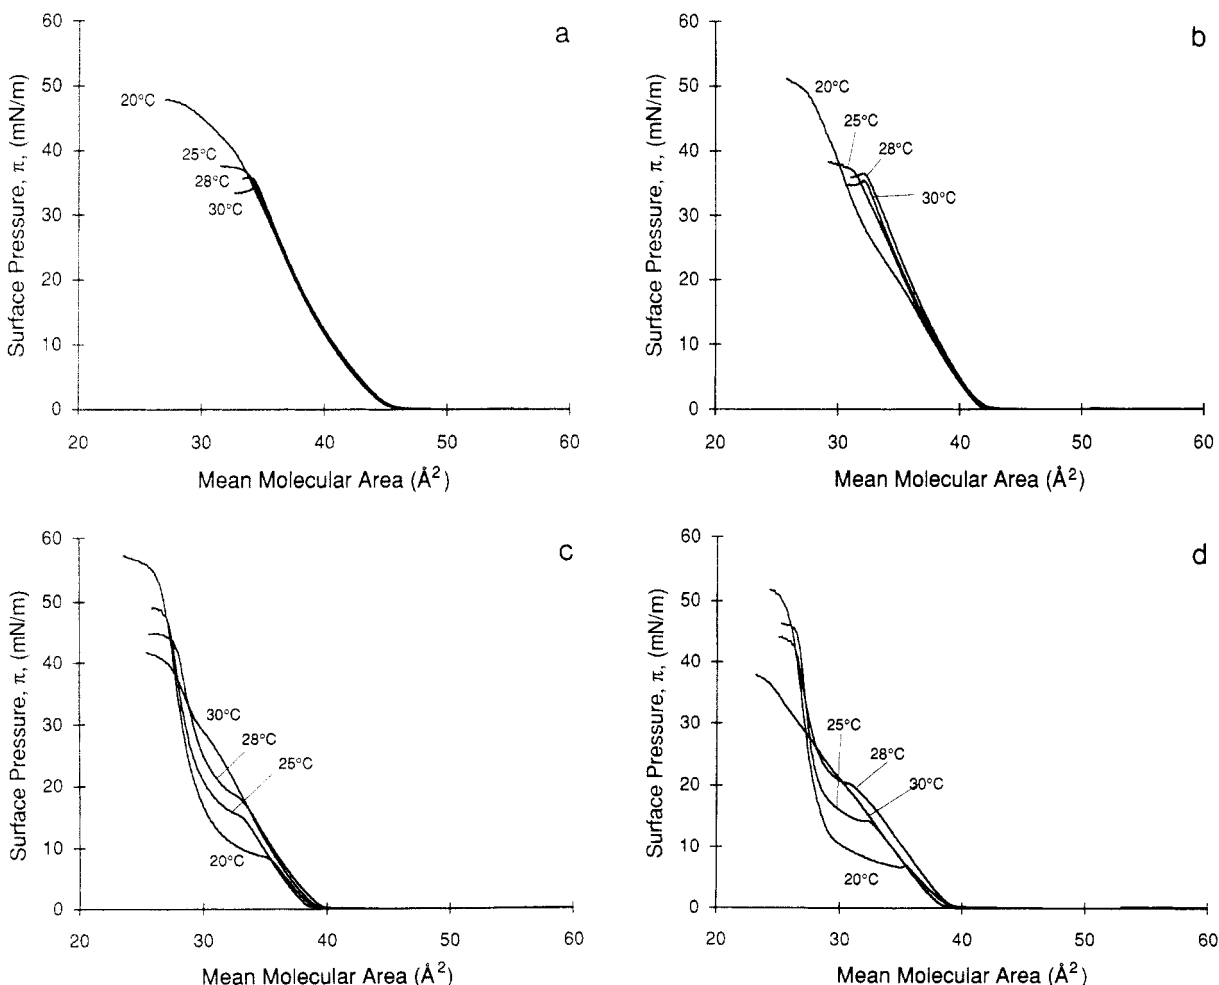 a
Surface Pressure, π, (mN/m)
60
50
40
30
20
10
0
20°C
25°C
28°C
30°C
20 30 40 50 60
Mean Molecular Area (Å²)
b
Surface Pressure, π, (mN/m)
60
50
40
30
20
10
0
20°C
25°C
28°C
30°C
20 30 40 50 60
Mean Molecular Area (Å²)
c
Surface Pressure, π, (mN/m)
60
50
40
30
20
10
0
30°C
28°C
25°C
20°C
20 30 40 50 60
Mean Molecular Area (Å²)
d
Surface Pressure, π, (mN/m)
60
50
40
30
20
10
0
25°C
28°C
30°C
20°C
20 30 40 50 60
Mean Molecular Area (Å²)